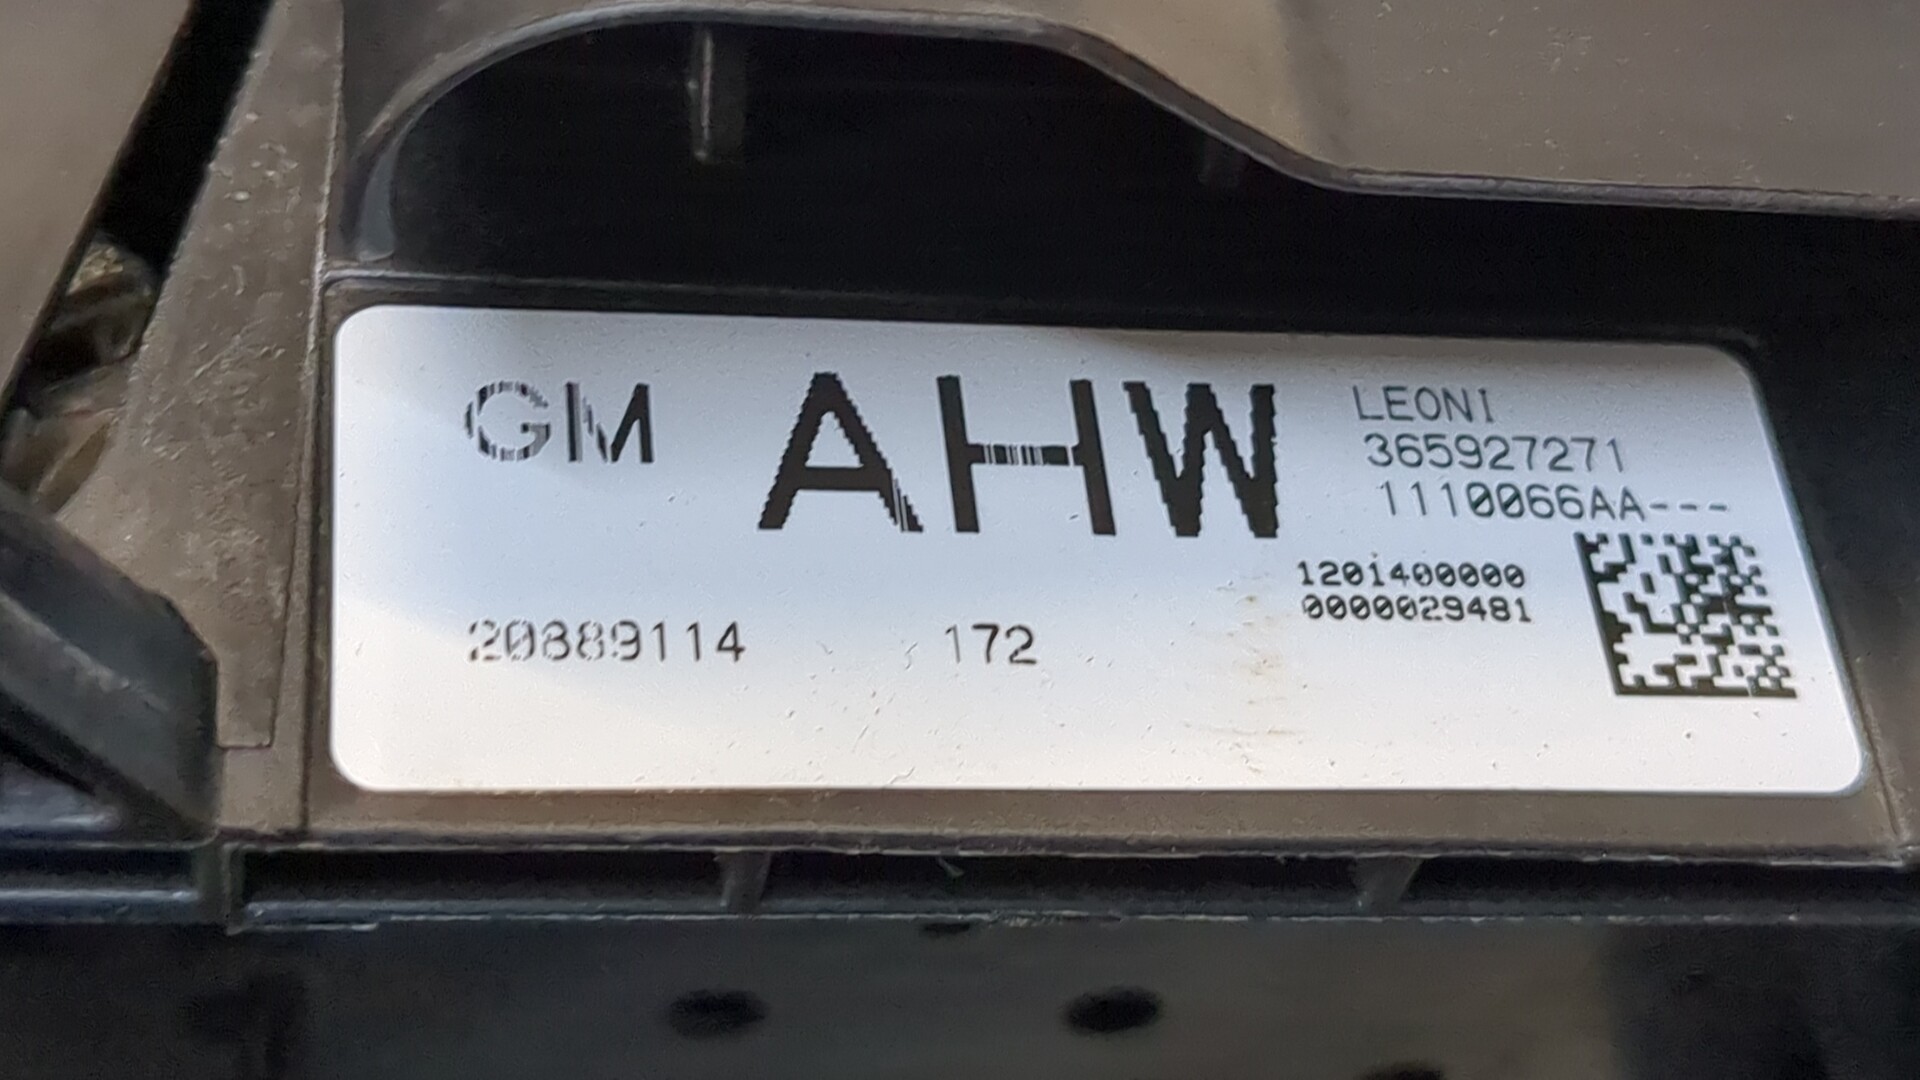 GM AHW
LEONI
365927271
1110066AA---
1201400000
0000029481
20889114 172